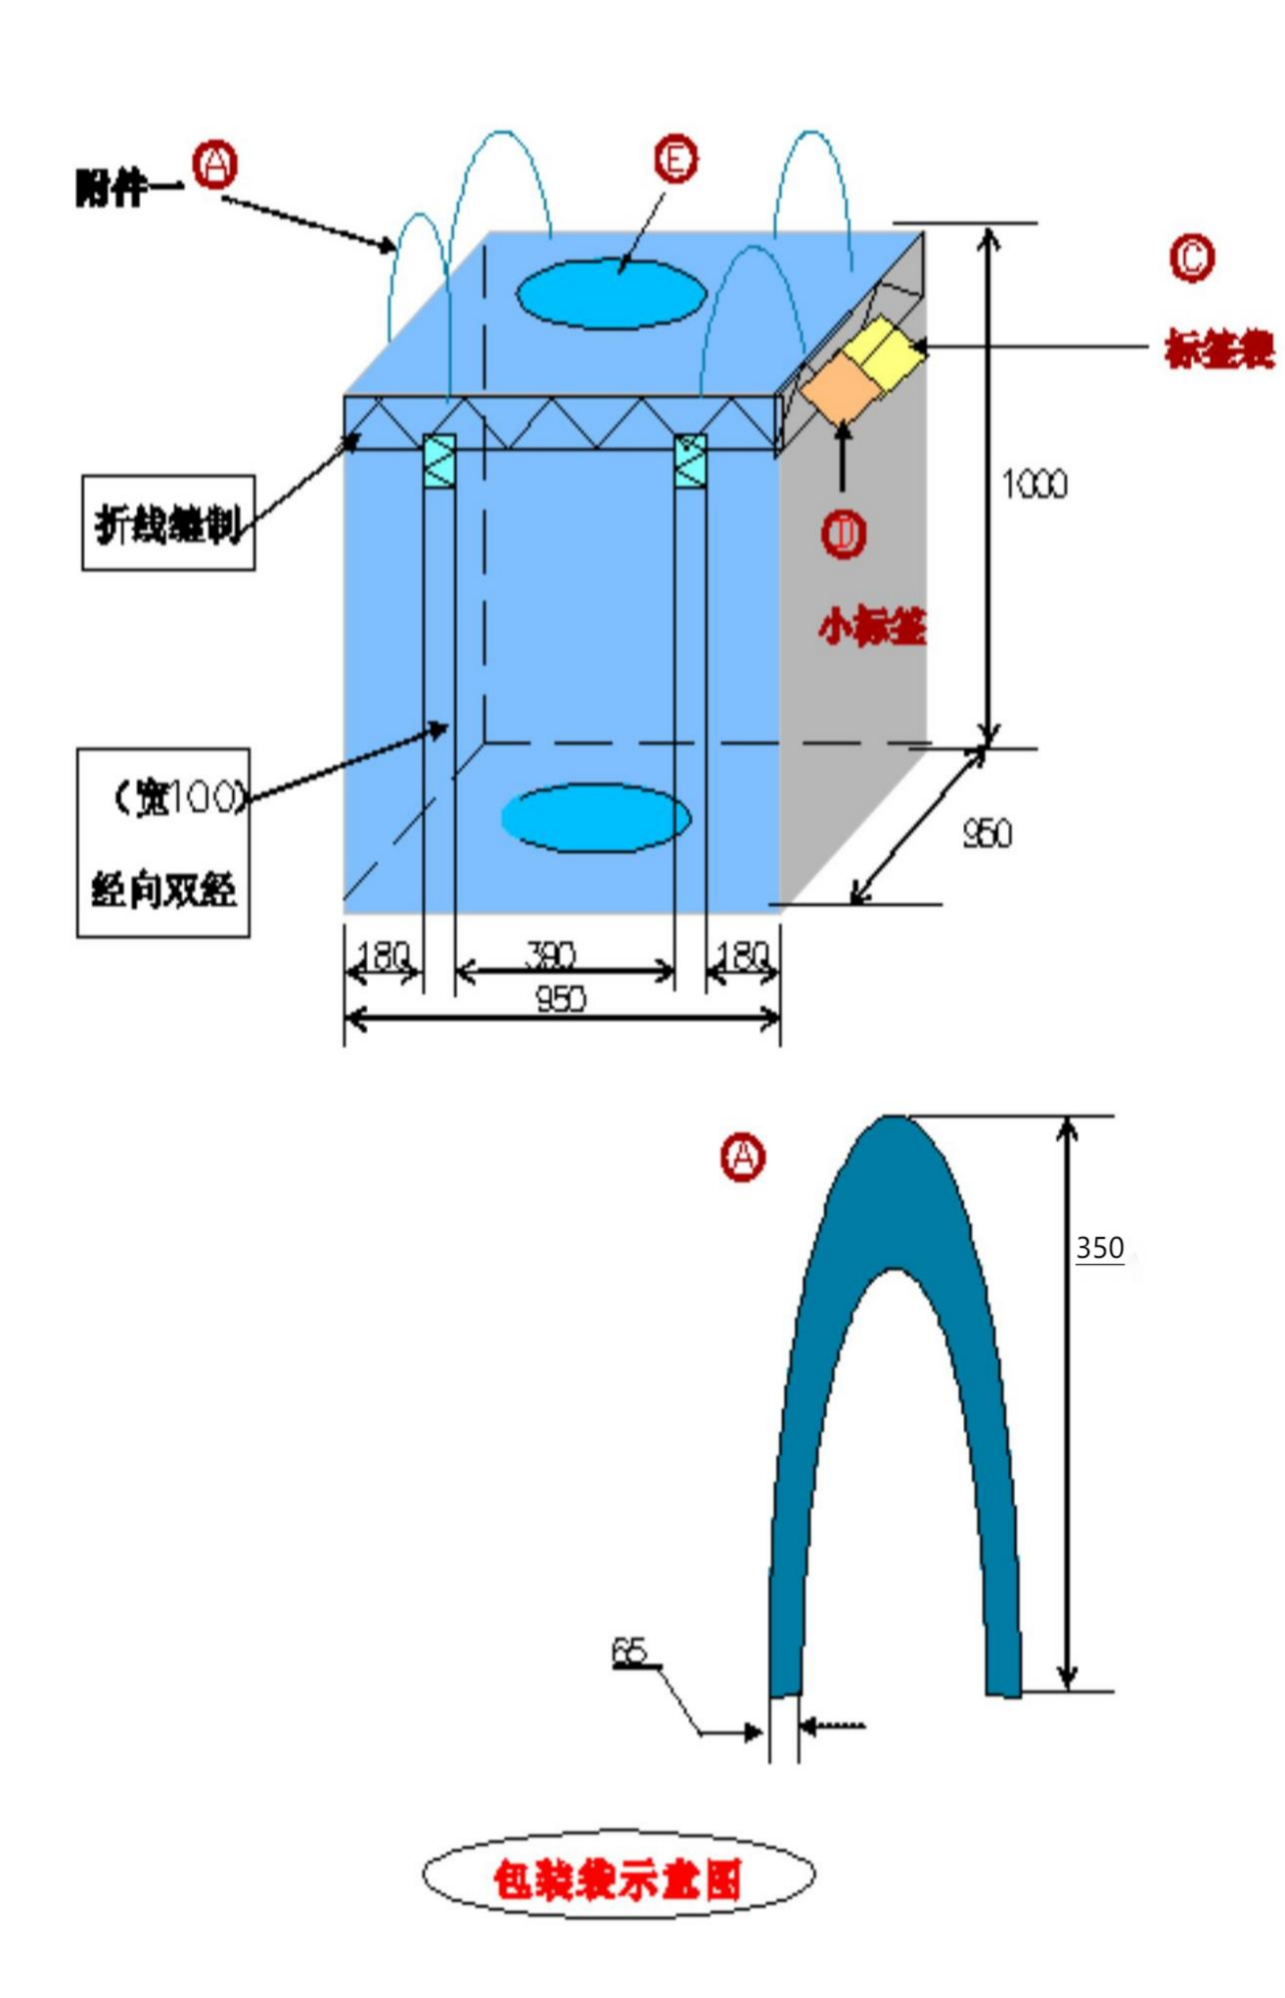 附件一 A
E
C
标签袋
1000
D
小标签
折线缝制
（宽100）
经向双经
950
180 390 180
950
A
350
65
包装袋示意图